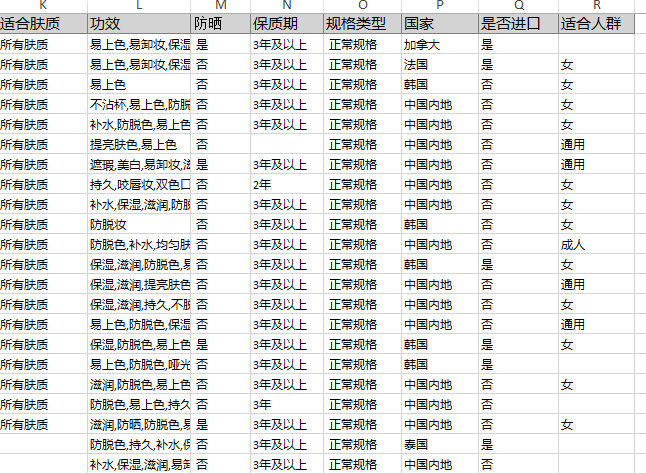 K L M N O P Q R
适合肤质 功效 防晒 保质期 规格类型 国家 是否进口 适合人群
所有肤质 易上色,易卸妆,保湿 是 3年及以上 正常规格 加拿大 是
所有肤质 易上色,易卸妆,保湿 否 3年及以上 正常规格 法国 是 女
所有肤质 易上色 否 3年及以上 正常规格 韩国 否 女
所有肤质 不沾杯,易上色,防脱 否 3年及以上 正常规格 中国内地 否 女
所有肤质 补水,防脱色,易上色 否 3年及以上 正常规格 中国内地 否 女
所有肤质 提亮肤色,易上色 否 正常规格 中国内地 否 通用
所有肤质 遮瑕,美白,易卸妆,滋 是 3年及以上 正常规格 中国内地 否 通用
所有肤质 持久,咬唇妆,双色口 否 2年 正常规格 中国内地 否 女
所有肤质 补水,保湿,滋润,防脱 否 3年及以上 正常规格 中国内地 否 女
所有肤质 防脱妆 否 3年及以上 正常规格 韩国 否 女
所有肤质 防脱色,补水,均匀肤 否 3年及以上 正常规格 中国内地 否 成人
所有肤质 保湿,滋润,防脱色,易 否 3年及以上 正常规格 韩国 是 女
所有肤质 保湿,滋润,提亮肤色 否 3年及以上 正常规格 中国内地 否 通用
所有肤质 保湿,滋润,持久,不脱 否 3年及以上 正常规格 中国内地 否 女
所有肤质 易上色,防脱色,保湿 否 3年及以上 正常规格 中国内地 否 通用
所有肤质 保湿,防脱色,易上色 是 3年及以上 正常规格 韩国 是 女
所有肤质 易上色,防脱色,哑光 否 3年及以上 正常规格 韩国 是
所有肤质 滋润,防脱色,易上色 否 3年及以上 正常规格 中国内地 否 女
所有肤质 防脱色,易上色,持久 否 3年 正常规格 中国内地 否
所有肤质 滋润,防晒,防脱色,易 是 3年及以上 正常规格 中国内地 否 女
防脱色,持久,补水,保 否 3年及以上 正常规格 泰国 是
补水,保湿,滋润,易卸 否 3年及以上 正常规格 中国内地 否